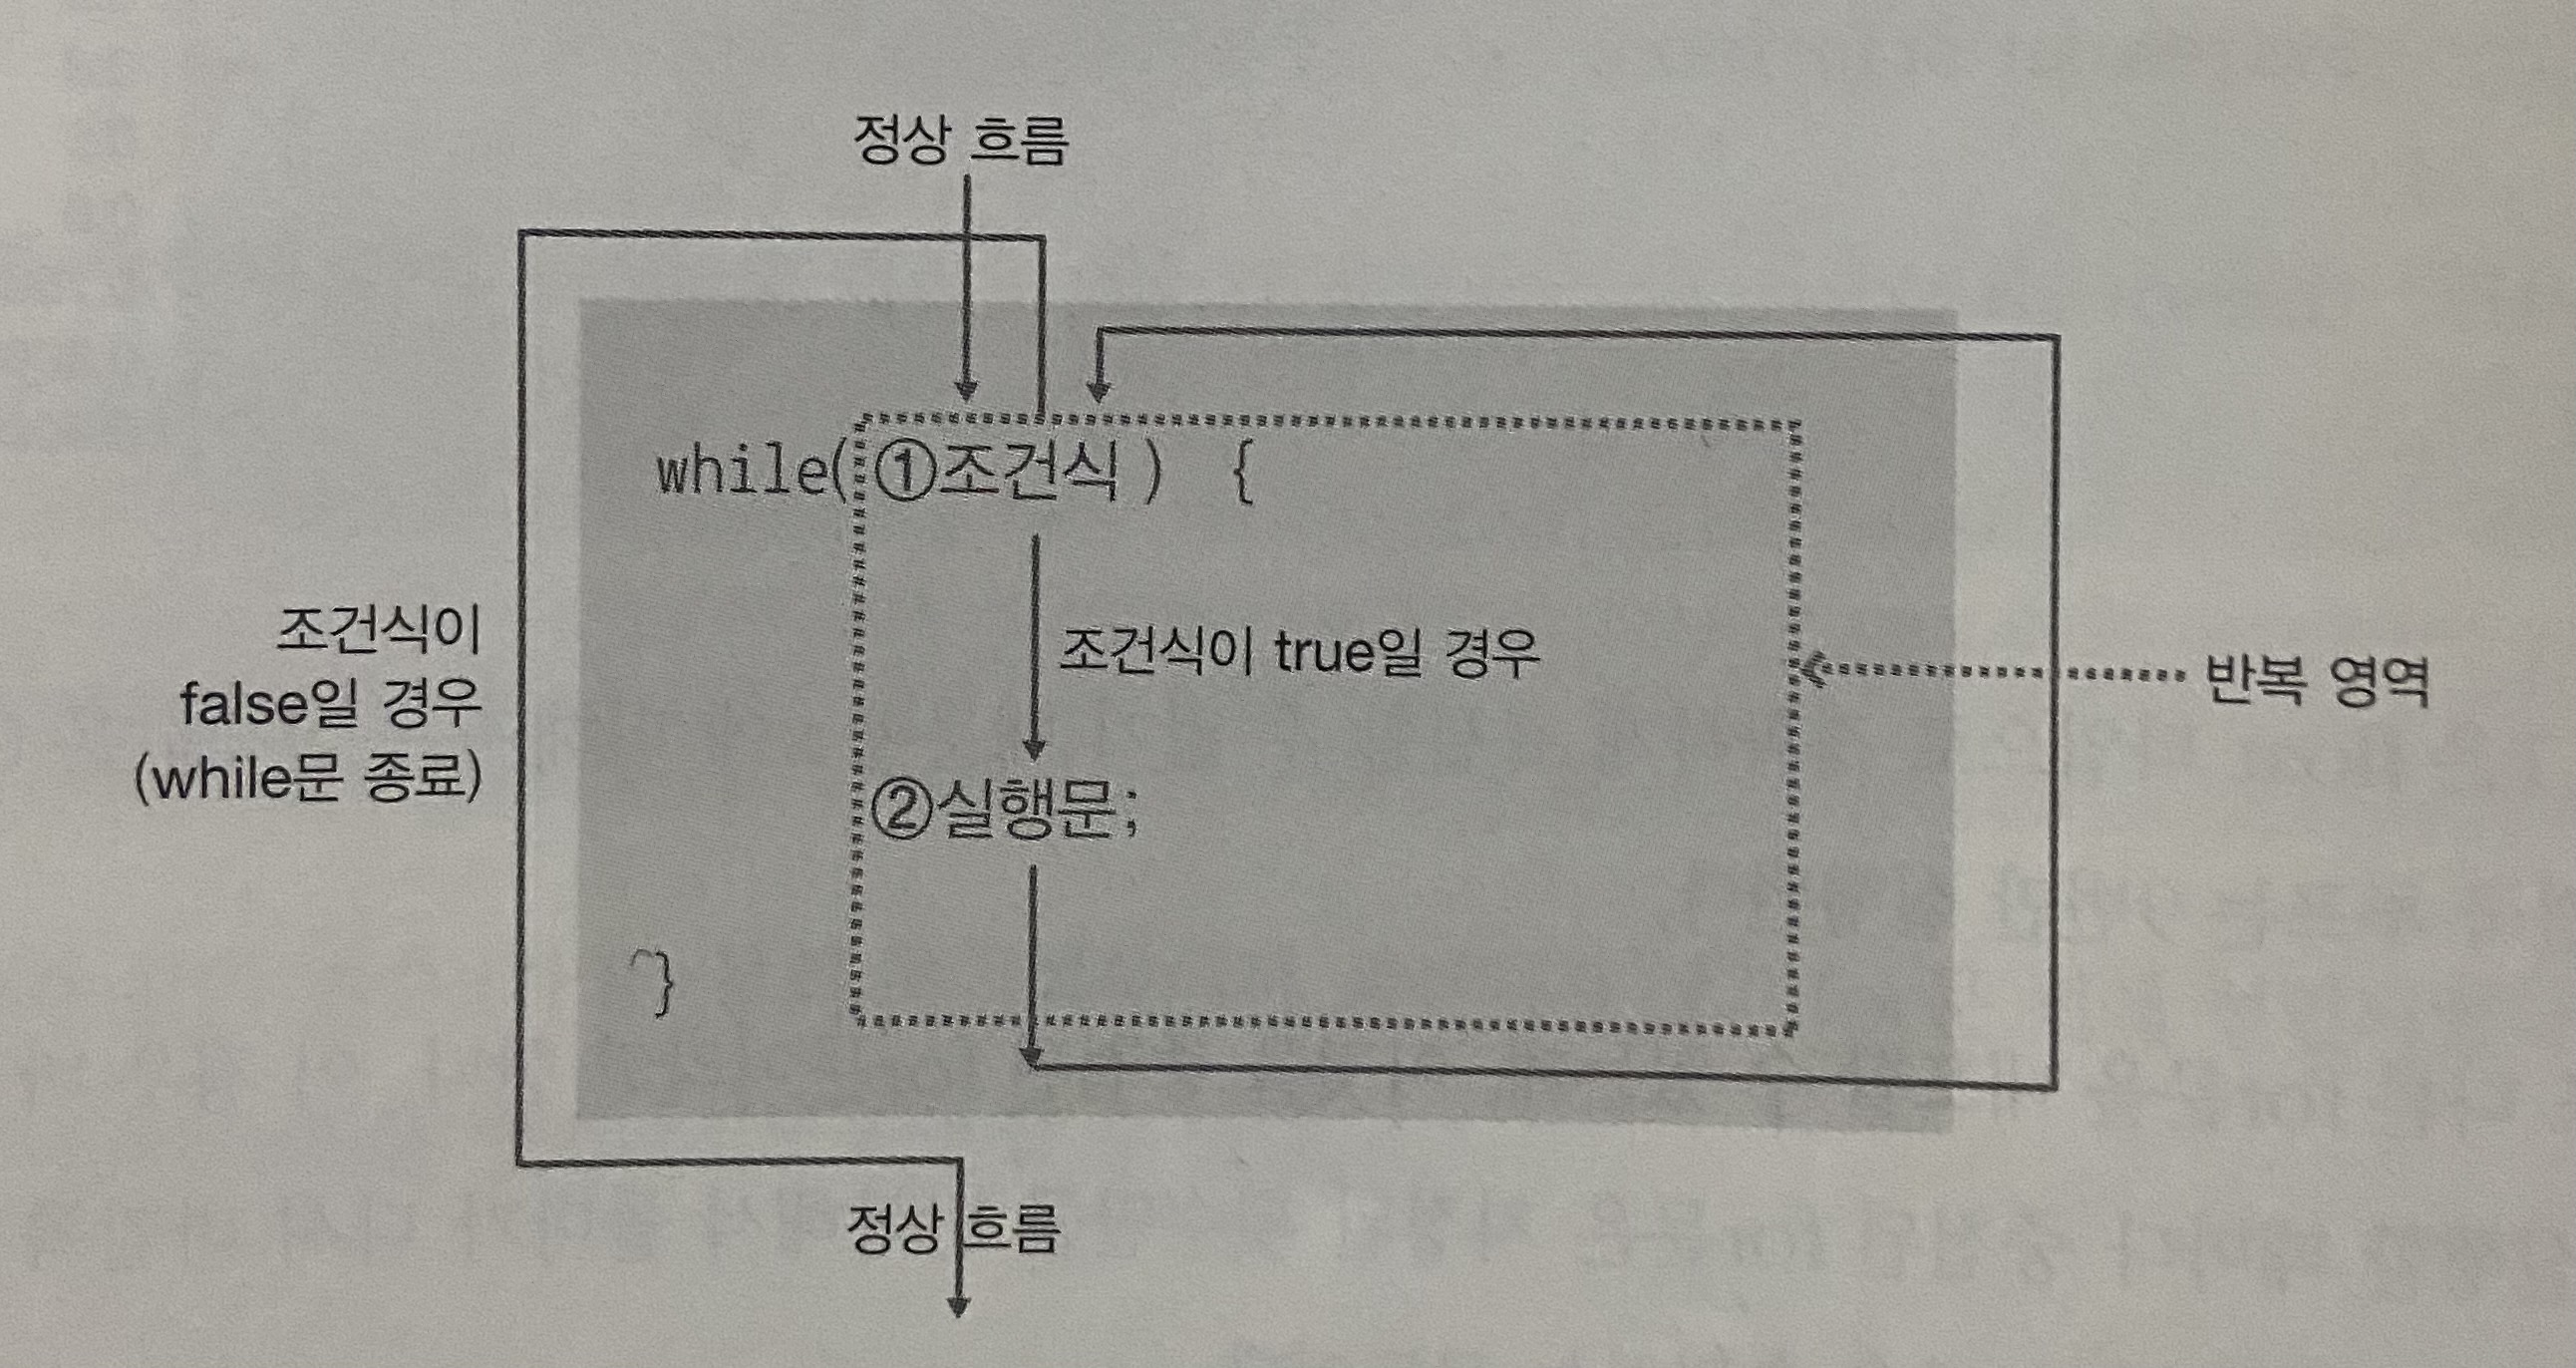 정상 흐름
while( ①조건식 ) {
조건식이
false일 경우
(while문 종료)
조건식이 true일 경우
반복 영역
②실행문;
}
정상 흐름